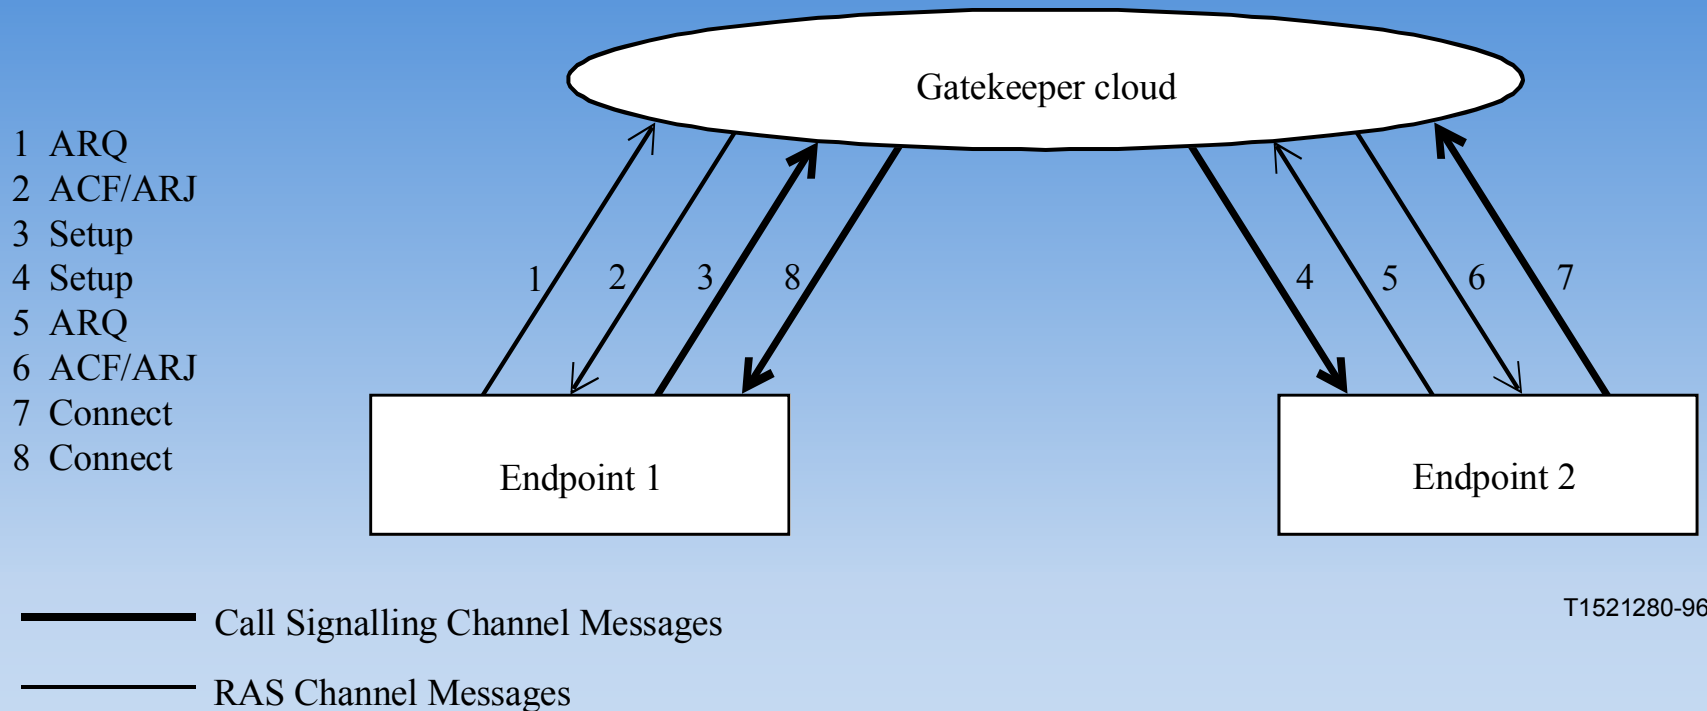 Gatekeeper cloud
1 ARQ
2 ACF/ARJ
3 Setup
4 Setup
5 ARQ
6 ACF/ARJ
7 Connect
8 Connect
1
2
3
8
4
5
6
7
Endpoint 1
Endpoint 2
T1521280-96
Call Signalling Channel Messages
RAS Channel Messages